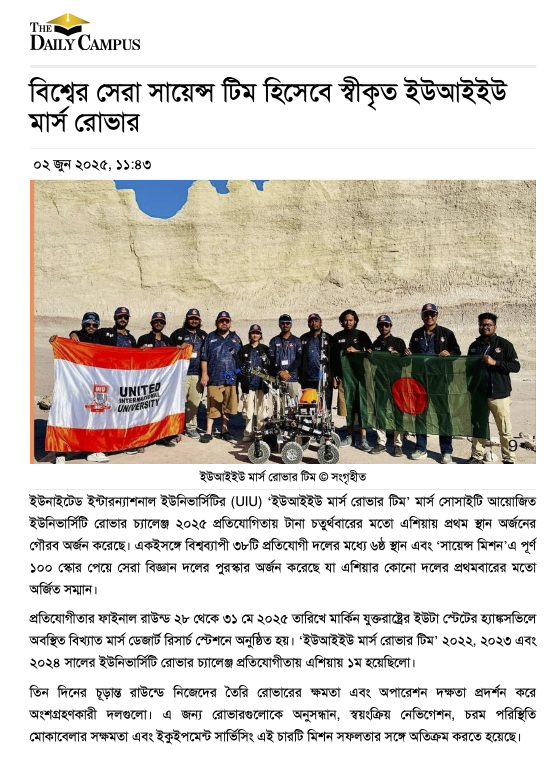 THE
DAILY CAMPUS
বিশ্বের সেরা সায়েন্স টিম হিসেবে স্বীকৃত ইউআইইউ
মার্স রোভার
০২ জুন ২০২৫, ১১:৪৩
UIU
UNITED
INTERNATIONAL
UNIVERSITY
9
ইউআইইউ মার্স রোভার টিম © সংগৃহীত
ইউনাইটেড ইন্টারন্যাশনাল ইউনিভার্সিটির (UIU) ‘ইউআইইউ মার্স রোভার টিম’ মার্স সোসাইটি আয়োজিত
ইউনিভার্সিটি রোভার চ্যালেঞ্জ ২০২৫ প্রতিযোগিতায় টানা চতুর্থবারের মতো এশিয়ায় প্রথম স্থান অর্জনের
গৌরব অর্জন করেছে। একইসঙ্গে বিশ্বব্যাপী ৩৮টি প্রতিযোগী দলের মধ্যে ৬ষ্ঠ স্থান এবং ‘সায়েন্স মিশন’এ পূর্ণ
১০০ স্কোর পেয়ে সেরা বিজ্ঞান দলের পুরস্কার অর্জন করেছে যা এশিয়ার কোনো দলের প্রথমবারের মতো
অর্জিত সম্মান।
প্রতিযোগীতার ফাইনাল রাউন্ড ২৮ থেকে ৩১ মে ২০২৫ তারিখে মার্কিন যুক্তরাষ্ট্রের ইউটা স্টেটের হ্যাঙ্কসভিলে
অবস্থিত বিখ্যাত মার্স ডেজার্ট রিসার্চ স্টেশনে অনুষ্ঠিত হয়। ‘ইউআইইউ মার্স রোভার টিম’ ২০২২, ২০২৩ এবং
২০২৪ সালের ইউনিভার্সিটি রোভার চ্যালেঞ্জ প্রতিযোগীতায় এশিয়ায় ১ম হয়েছিলো।
তিন দিনের চূড়ান্ত রাউন্ডে নিজেদের তৈরি রোভারের ক্ষমতা এবং অপারেশন দক্ষতা প্রদর্শন করে
অংশগ্রহণকারী দলগুলো। এ জন্য রোভারগুলোকে অনুসন্ধান, স্বয়ংক্রিয় নেভিগেশন, চরম পরিস্থিতি
মোকাবেলার সক্ষমতা এবং ইকুইপমেন্ট সার্ভিসিং এই চারটি মিশন সফলতার সঙ্গে অতিক্রম করতে হয়েছে।